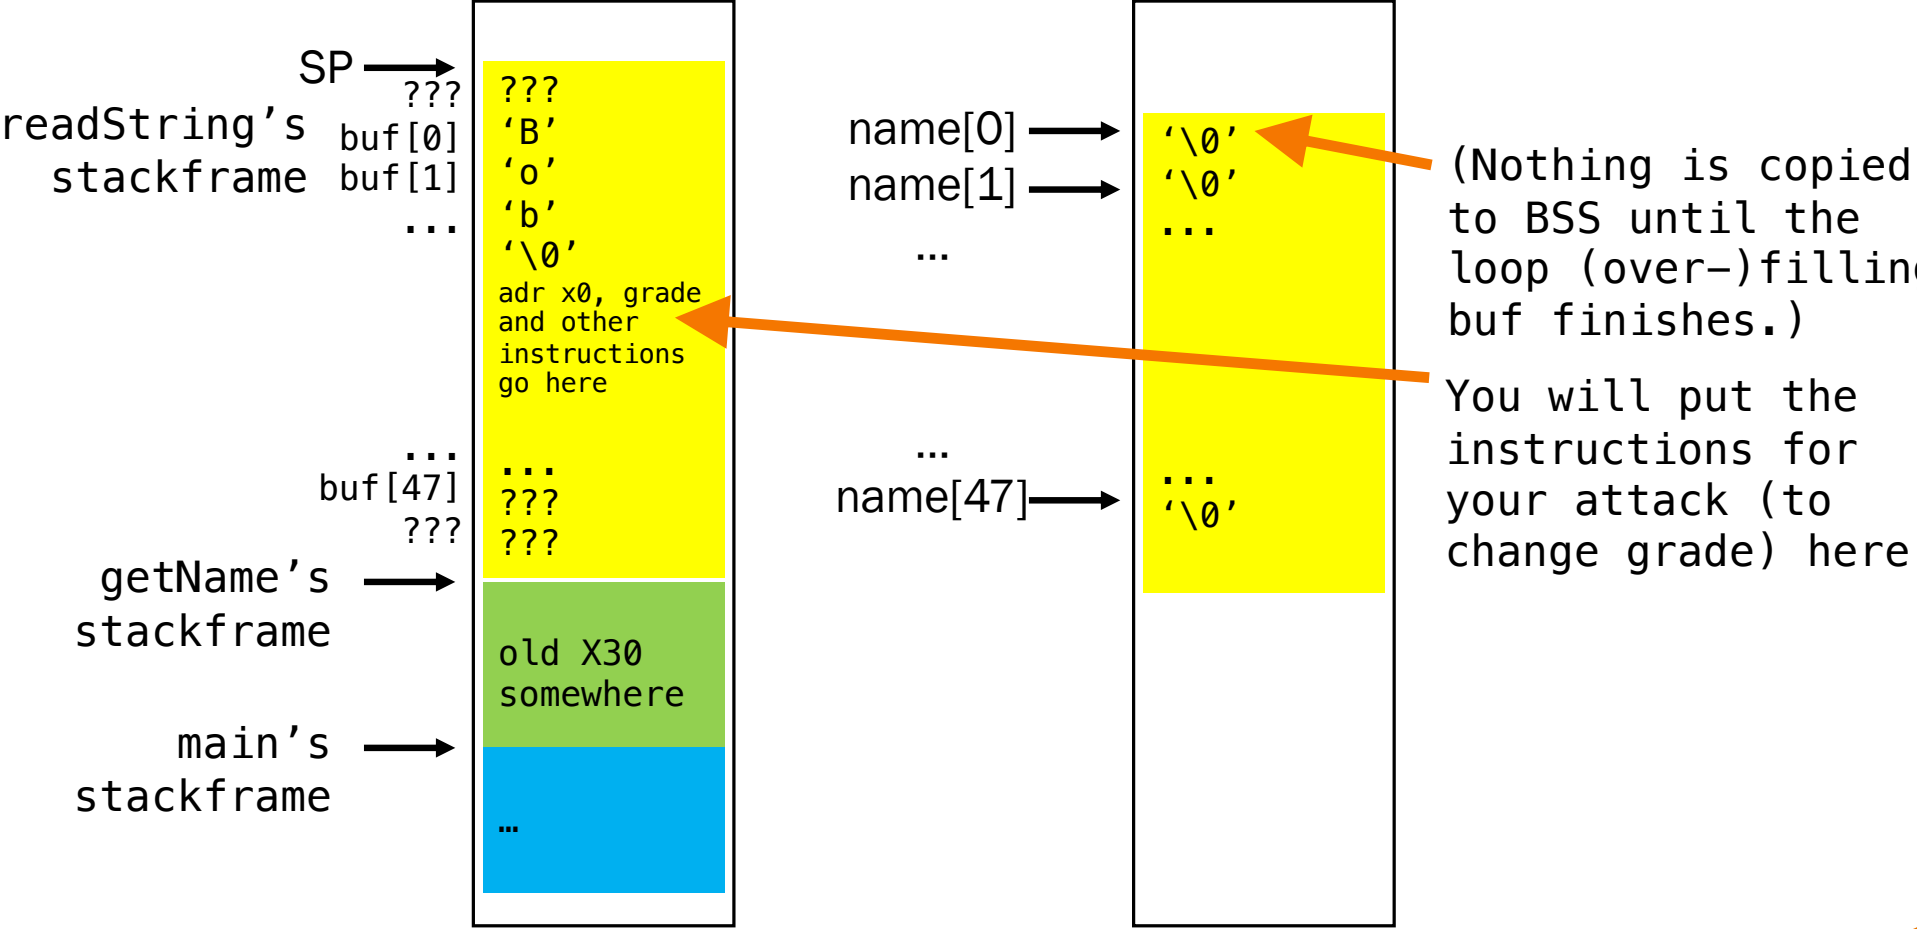 SP
???
readString’s
stackframe
buf[0]
buf[1]
...
...
buf[47]
???
getName’s
stackframe
main’s
stackframe
???
‘B’
‘o’
‘b’
‘\0’
adr x0, grade
and other
instructions
go here
...
???
???
old X30
somewhere
…
name[0]
name[1]
...
...
name[47]
‘\0’
‘\0’
...
...
‘\0’
(Nothing is copied
to BSS until the
loop (over-)filling
buf finishes.)
You will put the
instructions for
your attack (to
change grade) here